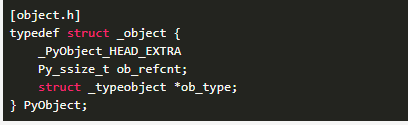 [object.h]
typedef struct _object {
    _PyObject_HEAD_EXTRA
    Py_ssize_t ob_refcnt;
    struct _typeobject *ob_type;
} PyObject;